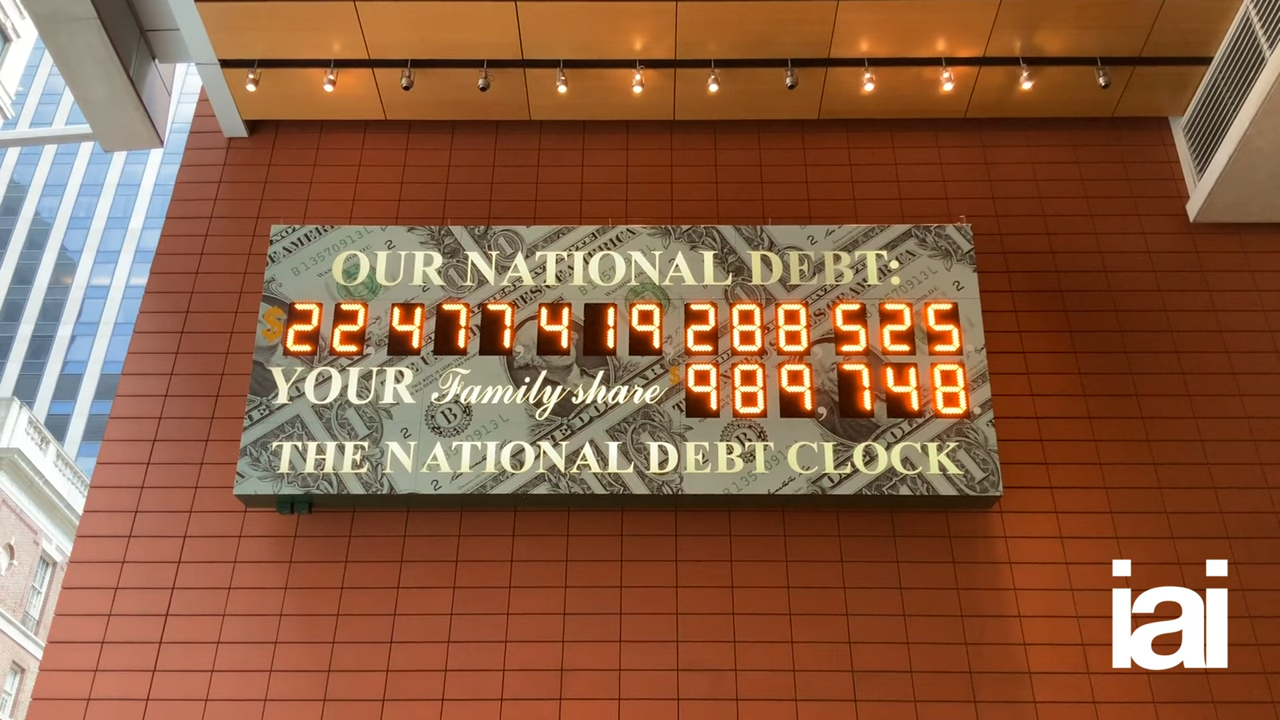 OUR NATIONAL DEBT:
$22,477,419,288,525
YOUR Family share $989,748.
THE NATIONAL DEBT CLOCK
iai